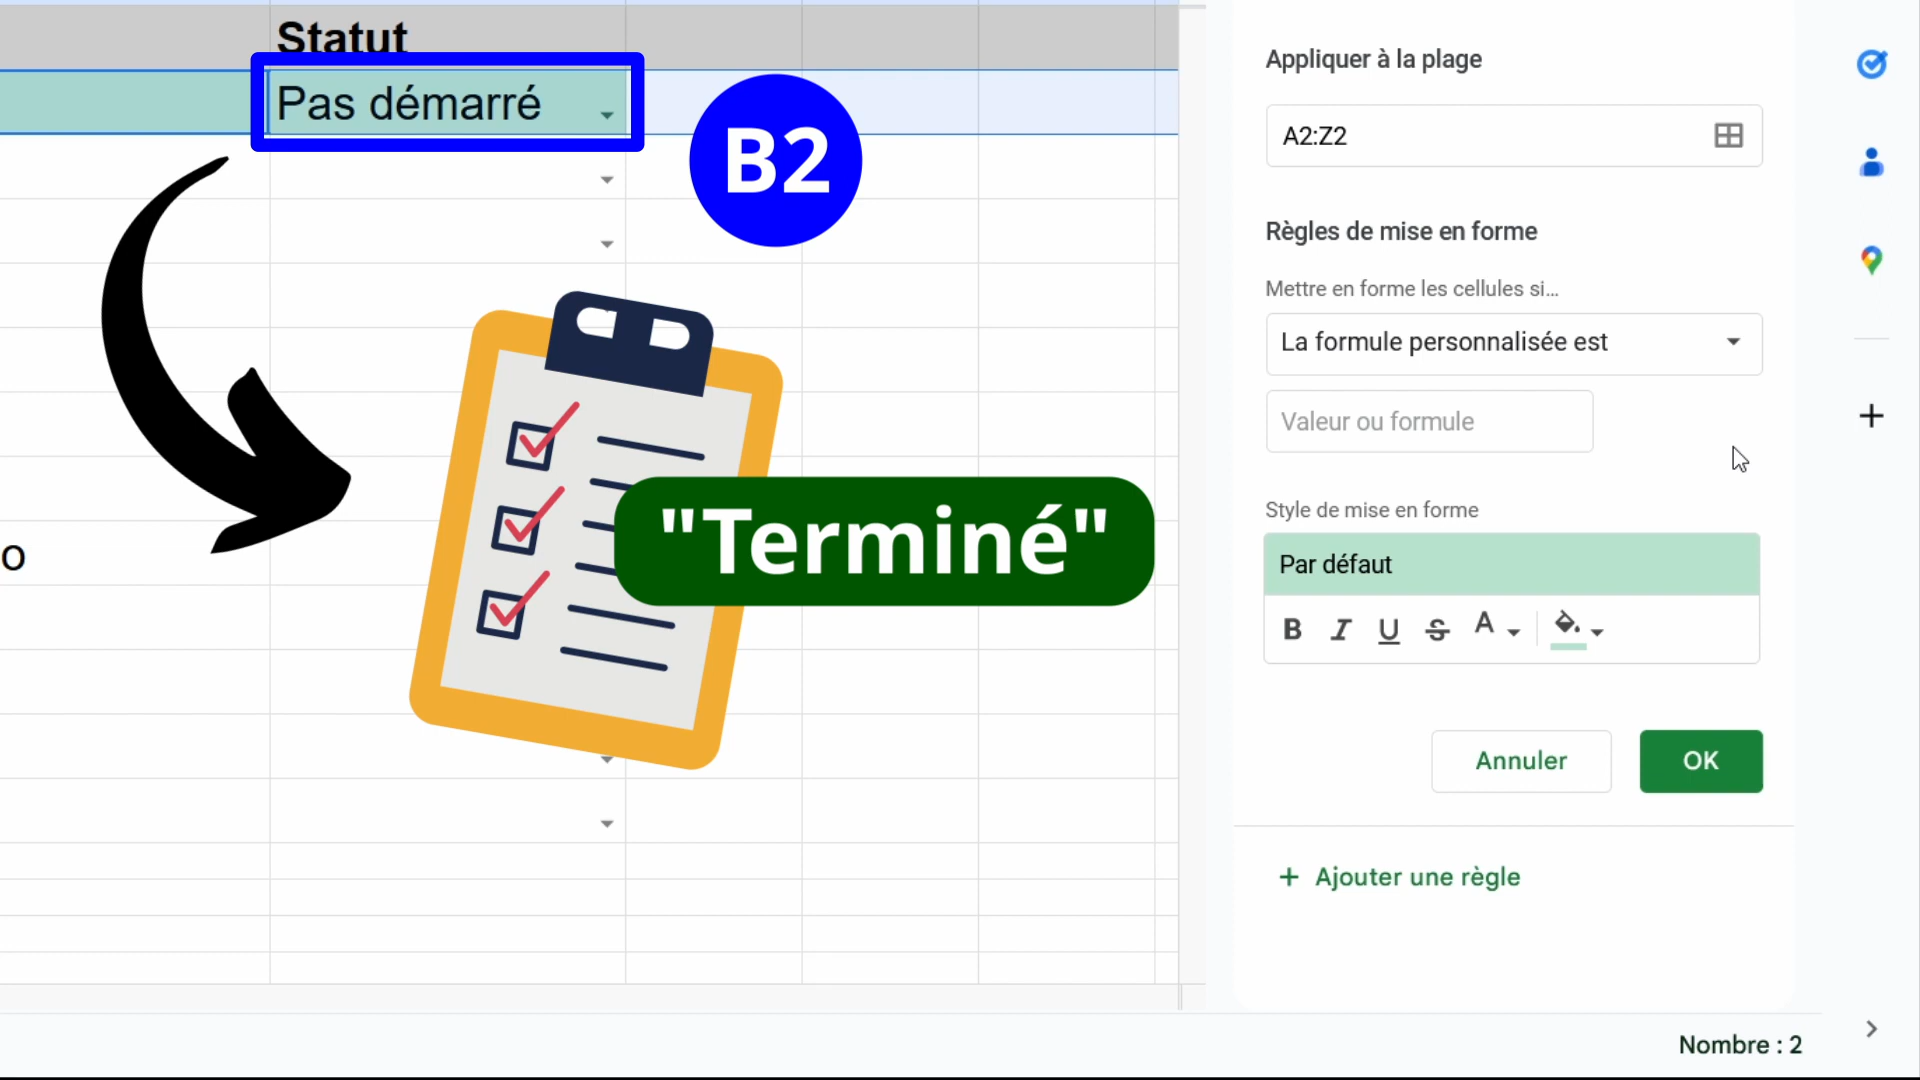 Statut
Pas démarré
B2
o
"Terminé"
Appliquer à la plage
A2:Z2
Règles de mise en forme
Mettre en forme les cellules si…
La formule personnalisée est
Valeur ou formule
Style de mise en forme
Par défaut
B I U S A
Annuler
OK
+ Ajouter une règle
Nombre : 2